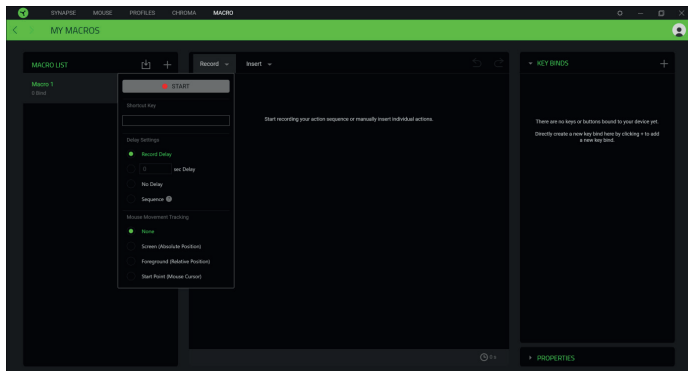 SYNAPSE MOUSE PROFILES CHROMA MACRO
MY MACROS
MACRO LIST
Macro 1
0 Bind
Record
Insert
START
Shortcut Key
Delay Settings
Record Delay
0 sec Delay
No Delay
Sequence ?
Mouse Movement Tracking
None
Screen (Absolute Position)
Foreground (Relative Position)
Start Point (Mouse Cursor)
Start recording your action sequence or manually insert individual actions.
0 s
KEY BINDS
There are no keys or buttons bound to your device yet.
Directly create a new key bind here by clicking + to add
a new key bind.
PROPERTIES